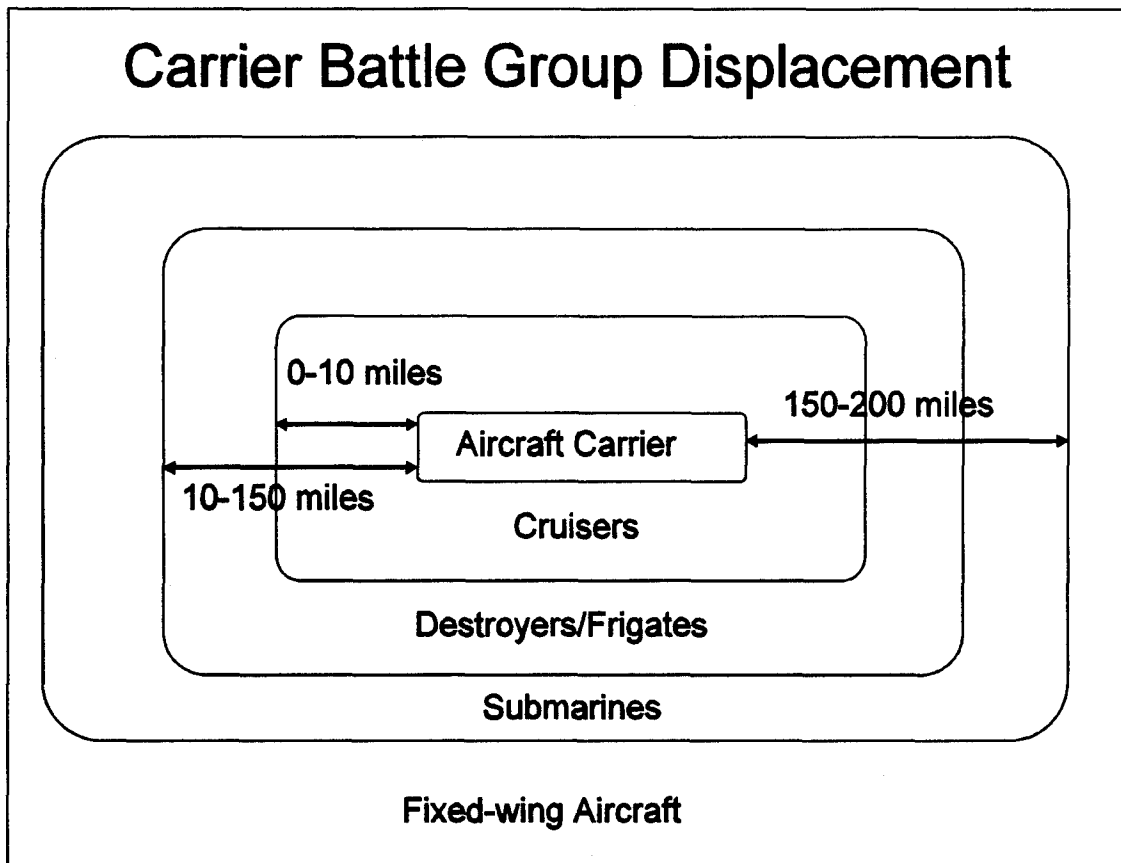 Carrier Battle Group Displacement
0-10 miles
150-200 miles
Aircraft Carrier
10-150 miles
Cruisers
Destroyers/Frigates
Submarines
Fixed-wing Aircraft